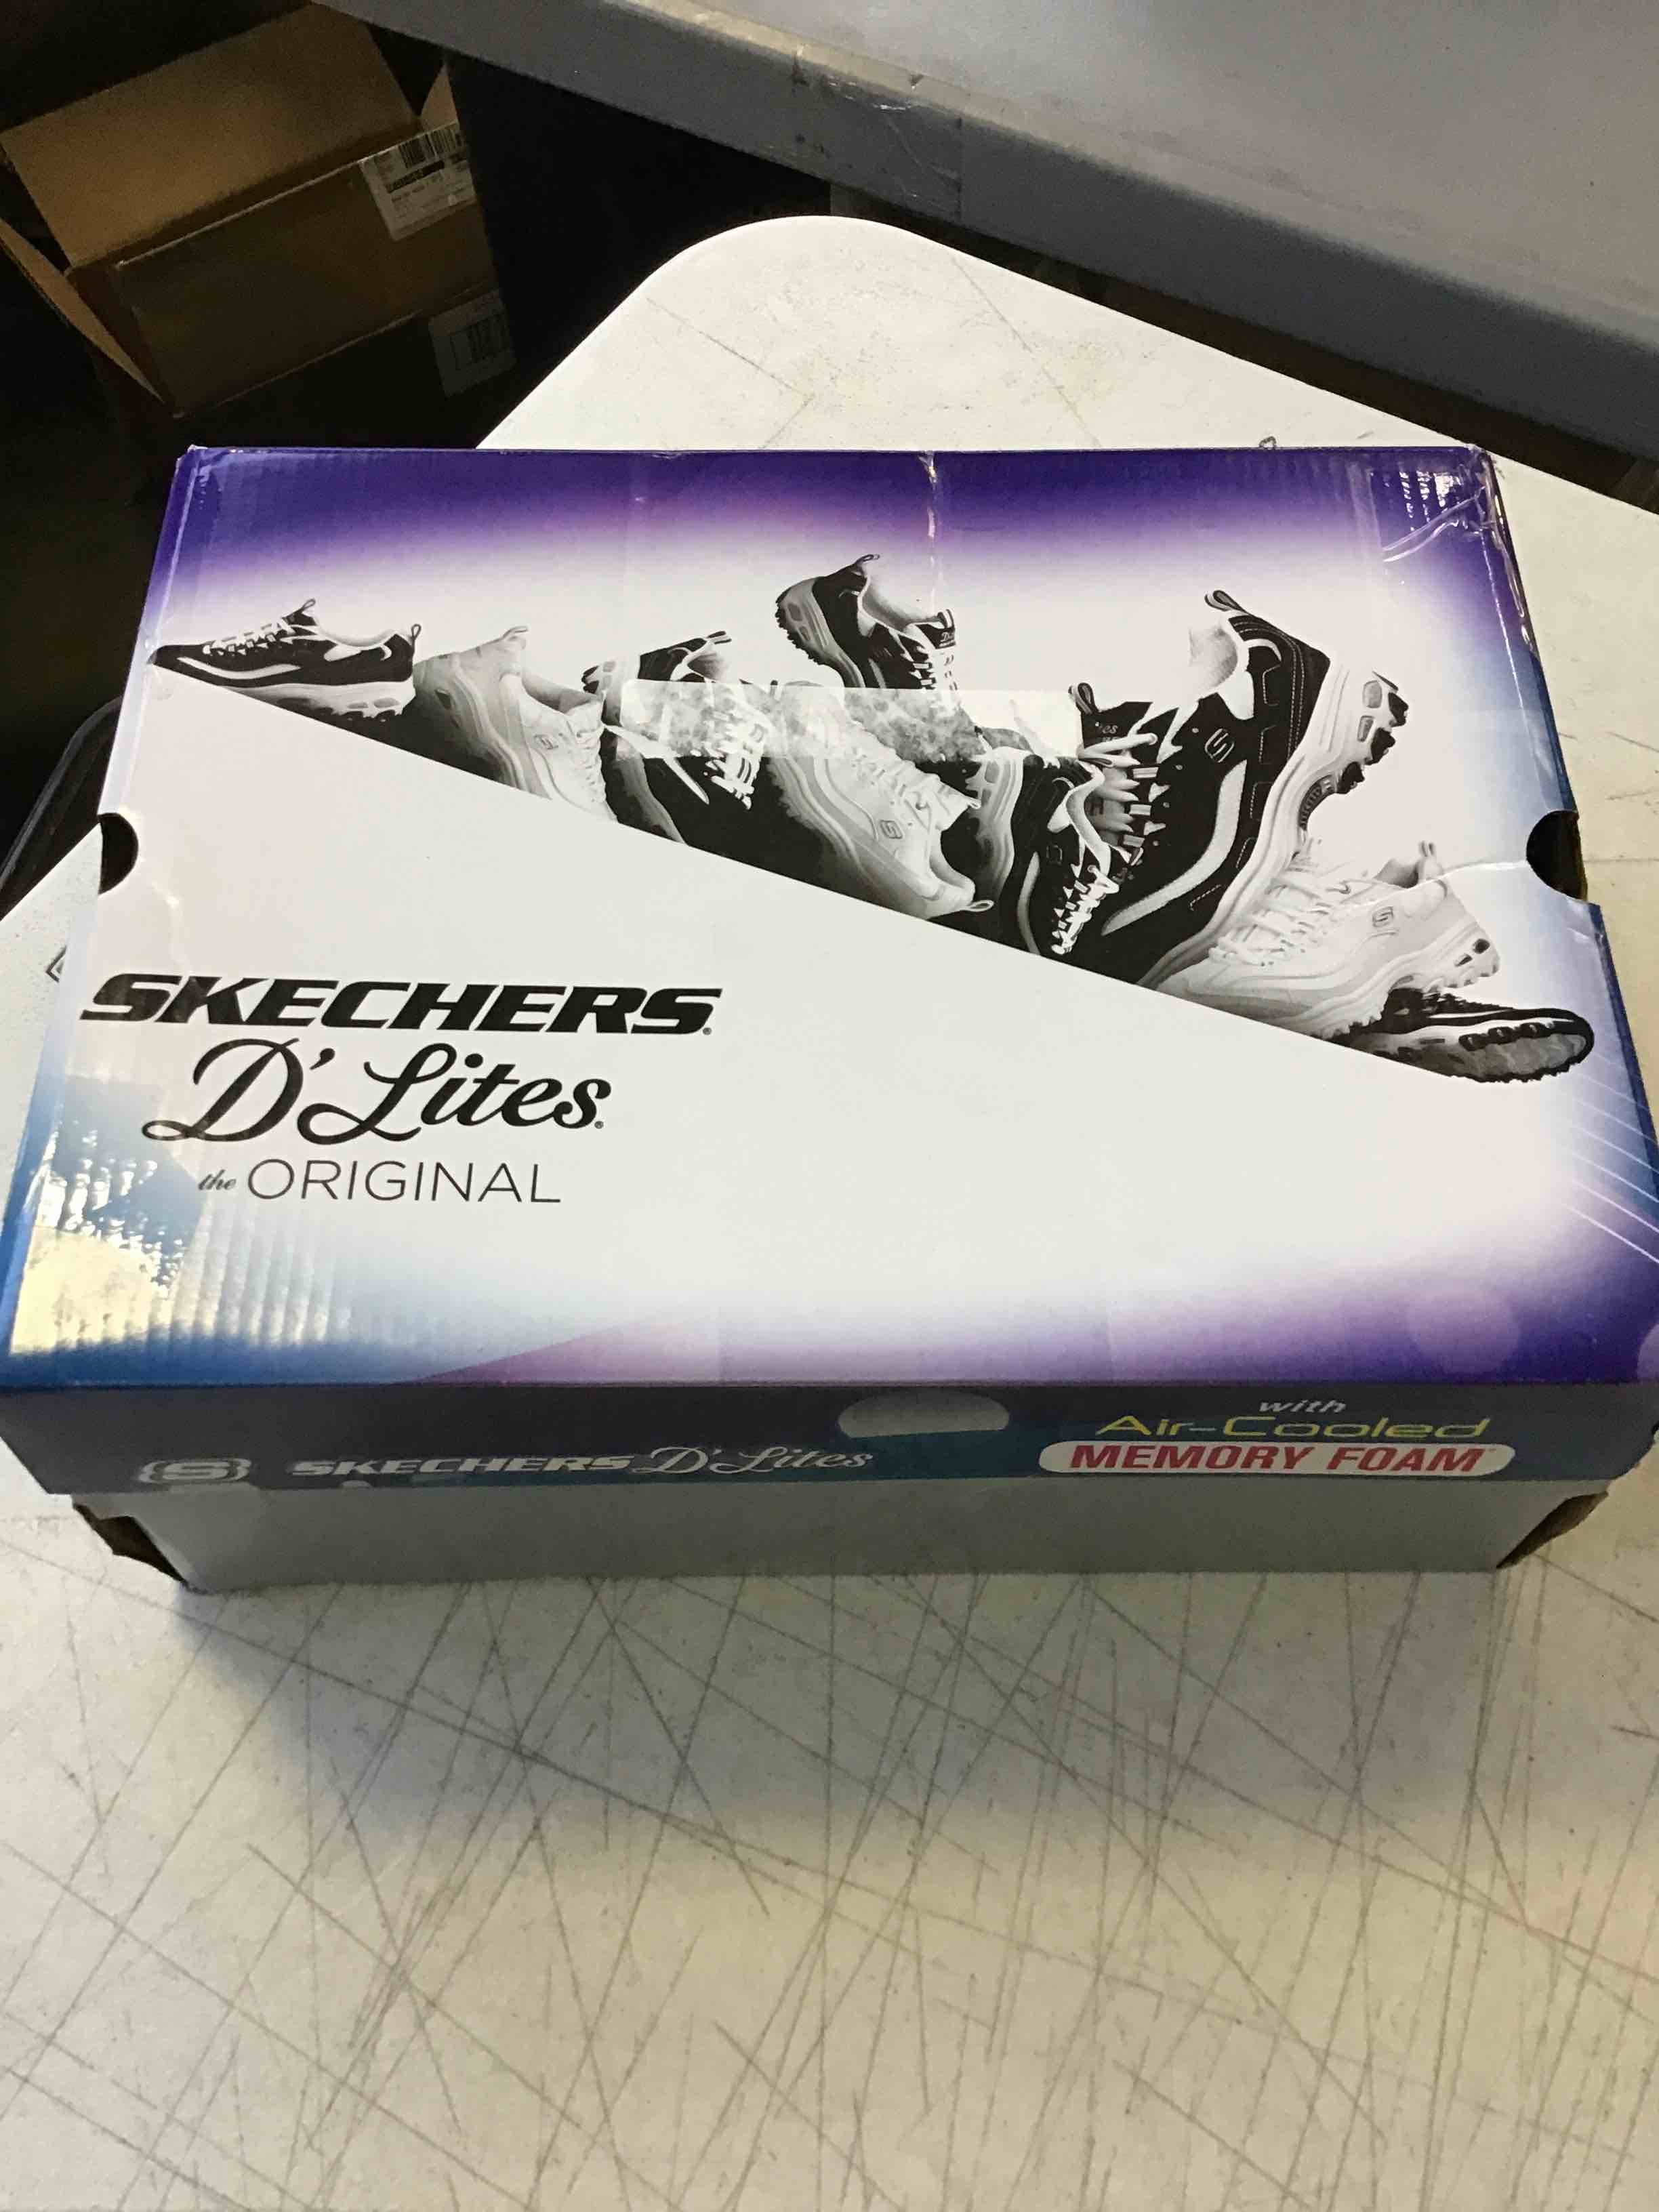 SKECHERS
D'Lites
the ORIGINAL
S SKECHERS D'Lites
with
Air-Cooled
MEMORY FOAM